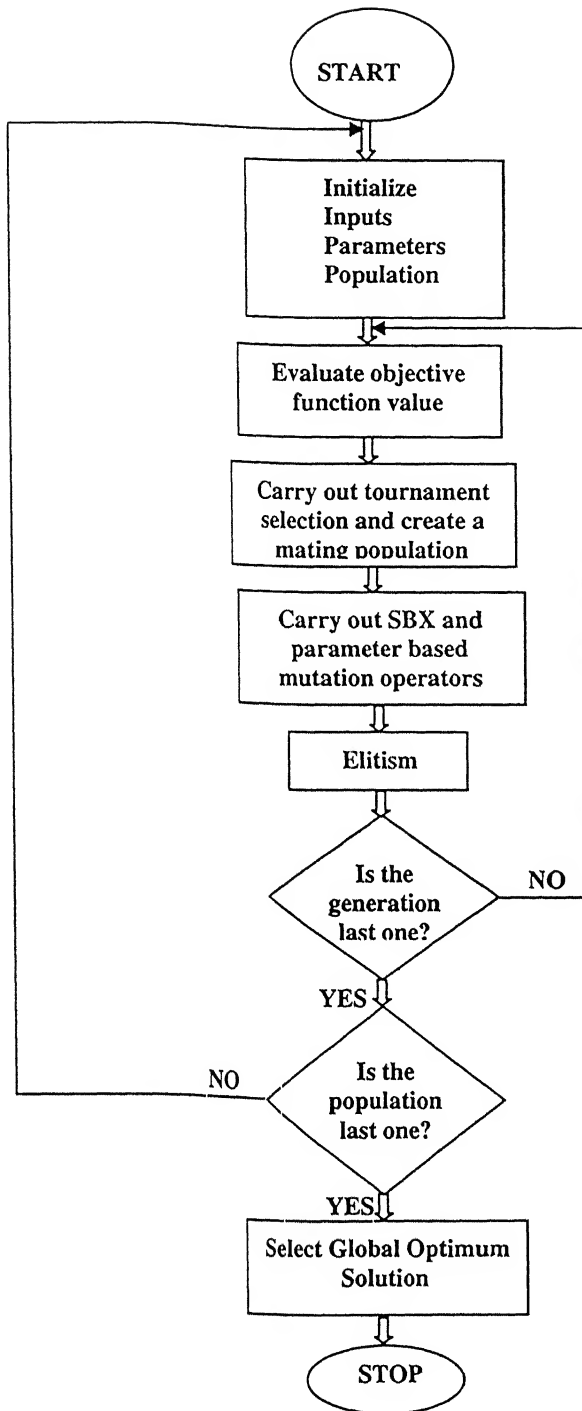 START
Initialize
Inputs
Parameters
Population
Evaluate objective
function value
Carry out tournament
selection and create a
mating population
Carry out SBX and
parameter based
mutation operators
Elitism
Is the
generation
last one?
NO
YES
Is the
population
last one?
NO
YES
Select Global Optimum
Solution
STOP